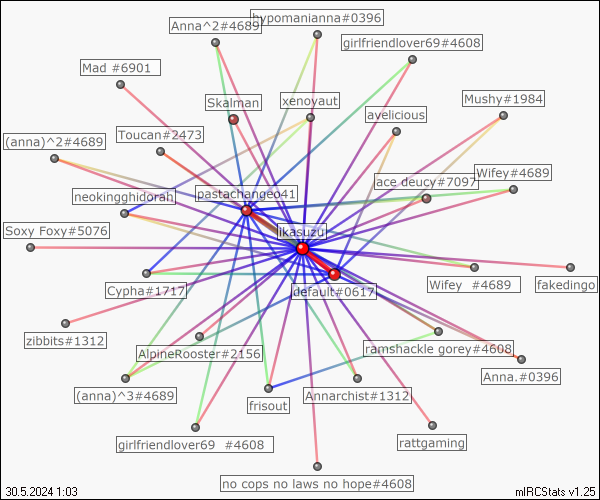 hypomanianna#0396
Anna^2#4689
girlfriendlover69#4608
Mad #6901
Skalman
xenoyaut
Mushy#1984
avelicious
Toucan#2473
(anna)^2#4689
Wifey#4689
ace deucy#7097
neokingghidorah
pastachangeo41
Soxy Foxy#5076
ikasuzu
Cypha#1717
default#0617
Wifey #4689
fakedingo
zibbits#1312
AlpineRooster#2156
ramshackle gorey#4608
Anna.#0396
(anna)^3#4689
frisout
Annarchist#1312
girlfriendlover69 #4608
rattgaming
no cops no laws no hope#4608
30.5.2024 1:03
mIRCStats v1.25